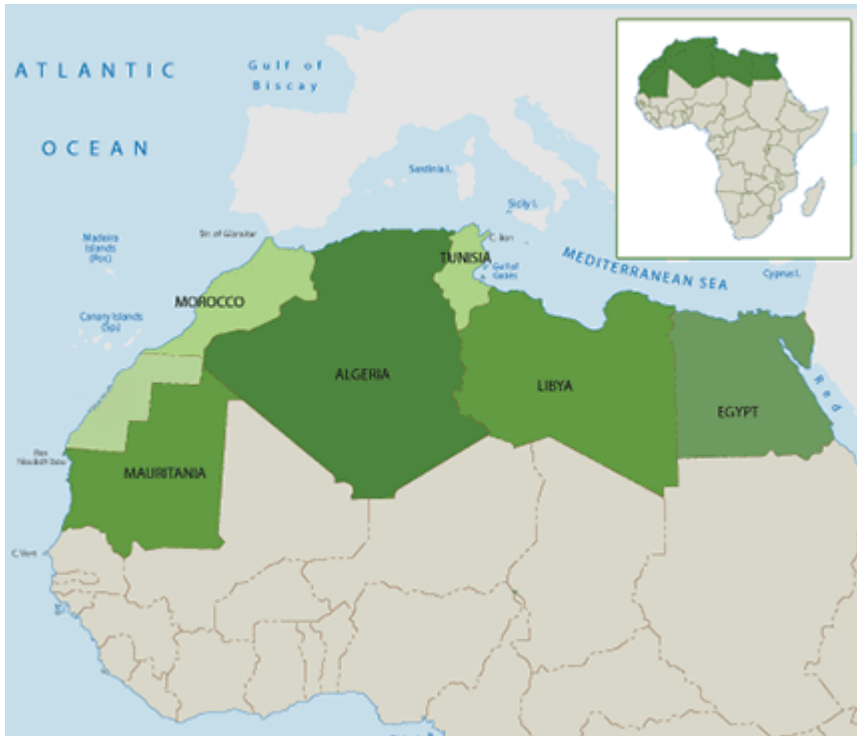 ATLANTIC
OCEAN
Gulf of
Biscay
Sardinia I.
Sicily I.
Str. of Gibraltar
C. Bon
Madeira
Islands
(Por.)
TUNISIA
Gulf of
Gabès
MEDITERRANEAN SEA
Cyprus I.
MOROCCO
Canary Islands
(Sp.)
ALGERIA
LIBYA
EGYPT
Red
MAURITANIA
C. Vert